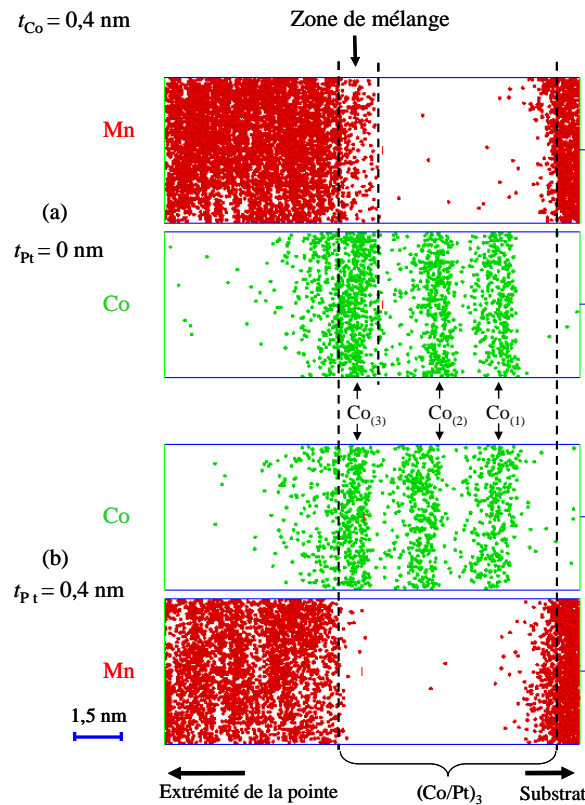 t_Co = 0,4 nm
Zone de mélange
Mn
(a)
t_Pt = 0 nm
Co
Co(3) Co(2) Co(1)
Co
(b)
t_P t = 0,4 nm
Mn
1,5 nm
Extrémité de la pointe (Co/Pt)3 Substrat